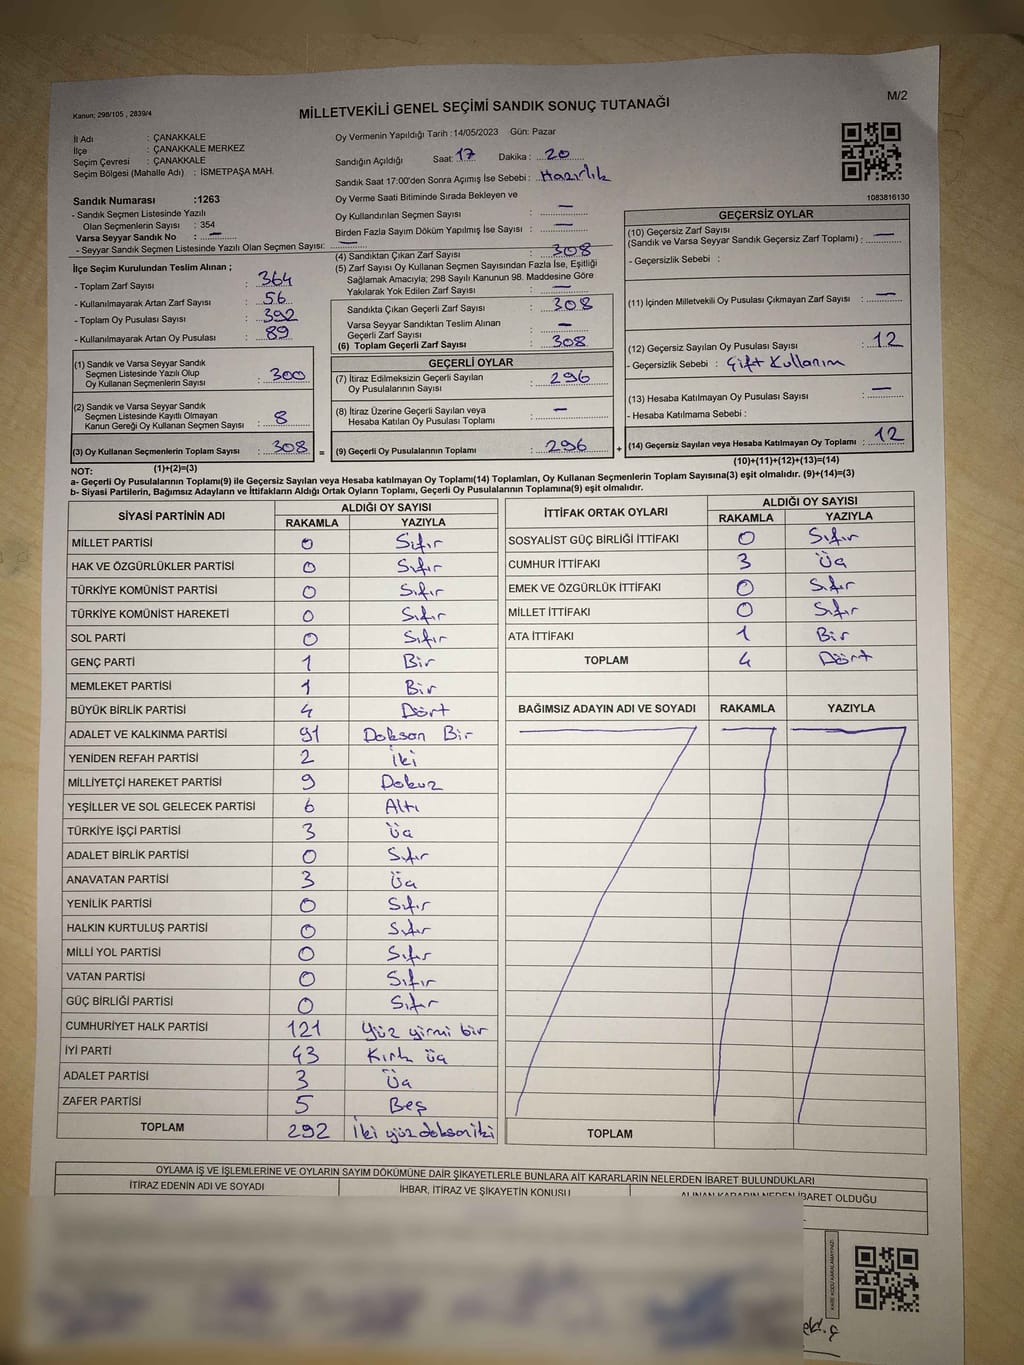 M/2
Kanun: 298/105 , 2839/4
MİLLETVEKİLİ GENEL SEÇİMİ SANDIK SONUÇ TUTANAĞI
İl Adı : ÇANAKKALE
İlçe : ÇANAKKALE MERKEZ
Seçim Çevresi : ÇANAKKALE
Seçim Bölgesi (Mahalle Adı) : İSMETPAŞA MAH.
Oy Vermenin Yapıldığı Tarih : 14/05/2023 Gün: Pazar
Sandığın Açıldığı Saat: 17 Dakika : 20
Sandık Saat 17:00'den Sonra Açımış İse Sebebi : Hazırlık
Oy Verme Saati Bitiminde Sırada Bekleyen ve
Oy Kullandırılan Seçmen Sayısı : —
Birden Fazla Sayım Döküm Yapılmış İse Sayısı : —
1083816130
Sandık Numarası :1263
- Sandık Seçmen Listesinde Yazılı
Olan Seçmenlerin Sayısı : 354
Varsa Seyyar Sandık No : —
- Seyyar Sandık Seçmen Listesinde Yazılı Olan Seçmen Sayısı: —
İlçe Seçim Kurulundan Teslim Alınan ;
- Toplam Zarf Sayısı : 364
- Kullanılmayarak Artan Zarf Sayısı : 56
- Toplam Oy Pusulası Sayısı : 392
- Kullanılmayarak Artan Oy Pusulası : 89
(1) Sandık ve Varsa Seyyar Sandık
Seçmen Listesinde Yazılı Olup
Oy Kullanan Seçmenlerin Sayısı : 300
(2) Sandık ve Varsa Seyyar Sandık
Seçmen Listesinde Kayıtlı Olmayan
Kanun Gereği Oy Kullanan Seçmen Sayısı : 8
(3) Oy Kullanan Seçmenlerin Toplam Sayısı : 308
(4) Sandıktan Çıkan Zarf Sayısı : 308
(5) Zarf Sayısı Oy Kullanan Seçmen Sayısından Fazla İse, Eşitliği
Sağlamak Amacıyla; 298 Sayılı Kanunun 98. Maddesine Göre
Yakılarak Yok Edilen Zarf Sayısı : —
Sandıkta Çıkan Geçerli Zarf Sayısı : 308
Varsa Seyyar Sandıktan Teslim Alınan
Geçerli Zarf Sayısı : —
(6) Toplam Geçerli Zarf Sayısı : 308
GEÇERLİ OYLAR
(7) İtiraz Edilmeksizin Geçerli Sayılan
Oy Pusulalarının Sayısı : 296
(8) İtiraz Üzerine Geçerli Sayılan veya
Hesaba Katılan Oy Pusulası Toplamı : —
= (9) Geçerli Oy Pusulalarının Toplamı : 296 +
GEÇERSİZ OYLAR
(10) Geçersiz Zarf Sayısı
(Sandık ve Varsa Seyyar Sandık Geçersiz Zarf Toplamı) : —
- Geçersizlik Sebebi :
(11) İçinden Milletvekili Oy Pusulası Çıkmayan Zarf Sayısı : —
(12) Geçersiz Sayılan Oy Pusulası Sayısı : 12
- Geçersizlik Sebebi : Çift Kullanım
(13) Hesaba Katılmayan Oy Pusulası Sayısı : —
- Hesaba Katılmama Sebebi :
(14) Geçersiz Sayılan veya Hesaba Katılmayan Oy Toplamı : 12
NOT: (1)+(2)=(3) (10)+(11)+(12)+(13)=(14)
a- Geçerli Oy Pusulalarının Toplamı(9) ile Geçersiz Sayılan veya Hesaba Katılmayan Oy Toplamı(14) Toplamları, Oy Kullanan Seçmenlerin Toplam Sayısına(3) eşit olmalıdır. (9)+(14)=(3)
b- Siyasi Partilerin, Bağımsız Adayların ve İttifakların Aldığı Ortak Oyların Toplamı, Geçerli Oy Pusulalarının Toplamına(9) eşit olmalıdır.
SİYASİ PARTİNİN ADI ALDIĞI OY SAYISI
RAKAMLA YAZIYLA
MİLLET PARTİSİ 0 Sıfır
HAK VE ÖZGÜRLÜKLER PARTİSİ 0 Sıfır
TÜRKİYE KOMÜNİST PARTİSİ 0 Sıfır
TÜRKİYE KOMÜNİST HAREKETİ 0 Sıfır
SOL PARTİ 0 Sıfır
GENÇ PARTİ 1 Bir
MEMLEKET PARTİSİ 1 Bir
BÜYÜK BİRLİK PARTİSİ 4 Dört
ADALET VE KALKINMA PARTİSİ 91 Doksan Bir
YENİDEN REFAH PARTİSİ 2 İki
MİLLİYETÇİ HAREKET PARTİSİ 9 Dokuz
YEŞİLLER VE SOL GELECEK PARTİSİ 6 Altı
TÜRKİYE İŞÇİ PARTİSİ 3 Üç
ADALET BİRLİK PARTİSİ 0 Sıfır
ANAVATAN PARTİSİ 3 Üç
YENİLİK PARTİSİ 0 Sıfır
HALKIN KURTULUŞ PARTİSİ 0 Sıfır
MİLLİ YOL PARTİSİ 0 Sıfır
VATAN PARTİSİ 0 Sıfır
GÜÇ BİRLİĞİ PARTİSİ 0 Sıfır
CUMHURİYET HALK PARTİSİ 121 Yüz yirmi bir
İYİ PARTİ 43 Kırk üç
ADALET PARTİSİ 3 Üç
ZAFER PARTİSİ 5 Beş
TOPLAM 292 İki yüz doksan iki
İTTİFAK ORTAK OYLARI ALDIĞI OY SAYISI
RAKAMLA YAZIYLA
SOSYALİST GÜÇ BİRLİĞİ İTTİFAKI 0 Sıfır
CUMHUR İTTİFAKI 3 Üç
EMEK VE ÖZGÜRLÜK İTTİFAKI 0 Sıfır
MİLLET İTTİFAKI 0 Sıfır
ATA İTTİFAKI 1 Bir
TOPLAM 4 Dört
BAĞIMSIZ ADAYIN ADI VE SOYADI RAKAMLA YAZIYLA
TOPLAM
OYLAMA İŞ VE İŞLEMLERİNE VE OYLARIN SAYIM DÖKÜMÜNE DAİR ŞİKAYETLERLE BUNLARA AİT KARARLARIN NELERDEN İBARET BULUNDUKLARI
İTİRAZ EDENİN ADI VE SOYADI İHBAR, İTİRAZ VE ŞİKAYETİN KONUSU ALINAN KARARIN NEDEN İBARET OLDUĞU
KARE KODU KARALAMAYINIZ!